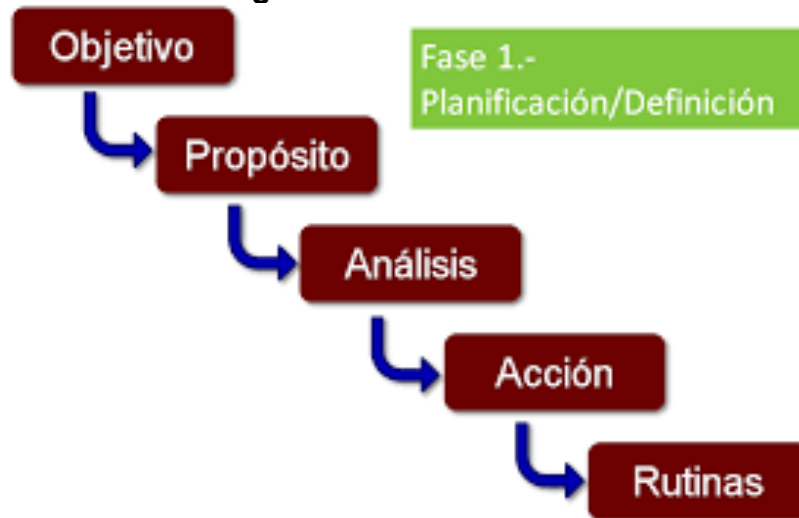 Objetivo
Fase 1.-
Planificación/Definición
Propósito
Análisis
Acción
Rutinas